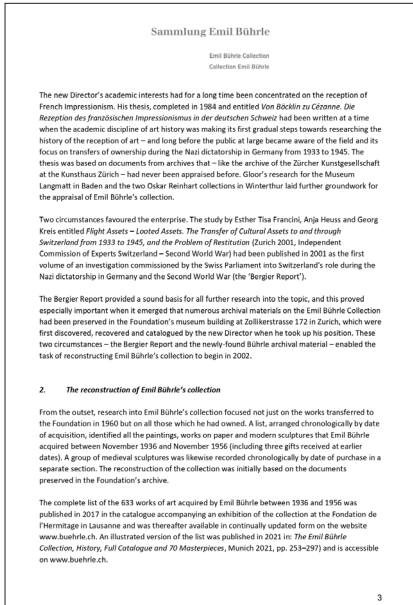 Sammlung Emil Bührle
Emil Bührle Collection
Collection Emil Bührle
The new Director's academic interests had for a long time been concentrated on the reception of
French Impressionism. His thesis, completed in 1984 and entitled Von Böcklin zu Cézanne. Die
Rezeption des französischen Impressionismus in der deutschen Schweiz had been written at a time
when the academic discipline of art history was making its first gradual steps towards researching the
history of the reception of art – and long before the public at large became aware of the field and its
focus on transfers of ownership during the Nazi dictatorship in Germany from 1933 to 1945. The
thesis was based on documents from archives that – like the archive of the Zürcher Kunstgesellschaft
at the Kunsthaus Zürich – had never been appraised before. Gloor's research for the Museum
Langmatt in Baden and the two Oskar Reinhart collections in Winterthur laid further groundwork for
the appraisal of Emil Bührle's collection.
Two circumstances favoured the enterprise. The study by Esther Tisa Francini, Anja Heuss and Georg
Kreis entitled Flight Assets – Looted Assets. The Transfer of Cultural Assets to and through
Switzerland from 1933 to 1945, and the Problem of Restitution (Zurich 2001, Independent
Commission of Experts Switzerland – Second World War) had been published in 2001 as the first
volume of an investigation commissioned by the Swiss Parliament into Switzerland's role during the
Nazi dictatorship in Germany and the Second World War (the 'Bergier Report').
The Bergier Report provided a sound basis for all further research into the topic, and this proved
especially important when it emerged that numerous archival materials on the Emil Bührle Collection
had been preserved in the Foundation's museum building at Zollikerstrasse 172 in Zurich, which were
first discovered, recovered and catalogued by the new Director when he took up his position. These
two circumstances – the Bergier Report and the newly-found Bührle archival material – enabled the
task of reconstructing Emil Bührle's collection to begin in 2002.
2. The reconstruction of Emil Bührle's collection
From the outset, research into Emil Bührle's collection focused not just on the works transferred to
the Foundation in 1960 but on all those which he had owned. A list, arranged chronologically by date
of acquisition, identified all the paintings, works on paper and modern sculptures that Emil Bührle
acquired between November 1936 and November 1956 (including three gifts received at earlier
dates). A group of medieval sculptures was likewise recorded chronologically by date of purchase in a
separate section. The reconstruction of the collection was initially based on the documents
preserved in the Foundation's archive.
The complete list of the 633 works of art acquired by Emil Bührle between 1936 and 1956 was
published in 2017 in the catalogue accompanying an exhibition of the collection at the Fondation de
l'Hermitage in Lausanne and was thereafter available in continually updated form on the website
www.buehrle.ch. An illustrated version of the list was published in 2021 in: The Emil Bührle
Collection, History, Full Catalogue and 70 Masterpieces, Munich 2021, pp. 253–297) and is accessible
on www.buehrle.ch.
3